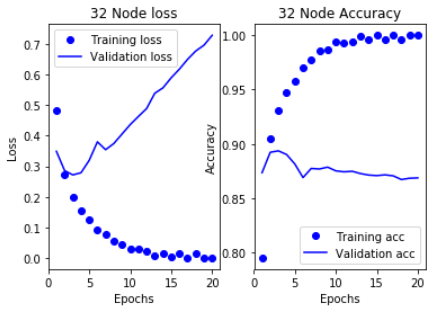 32 Node loss
Training loss
Validation loss
0.7
0.6
0.5
0.4
0.3
0.2
0.1
0.0
Loss
0
5
10
15
20
Epochs
32 Node Accuracy
1.00
0.95
0.90
0.85
0.80
Accuracy
Training acc
Validation acc
0
5
10
15
20
Epochs